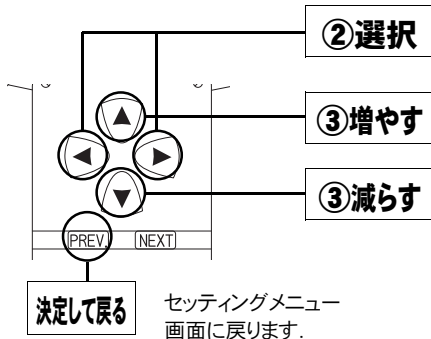 ②選択
③増やす
③減らす
PREV.
NEXT
決定して戻る
セッティングメニュー
画面に戻ります.